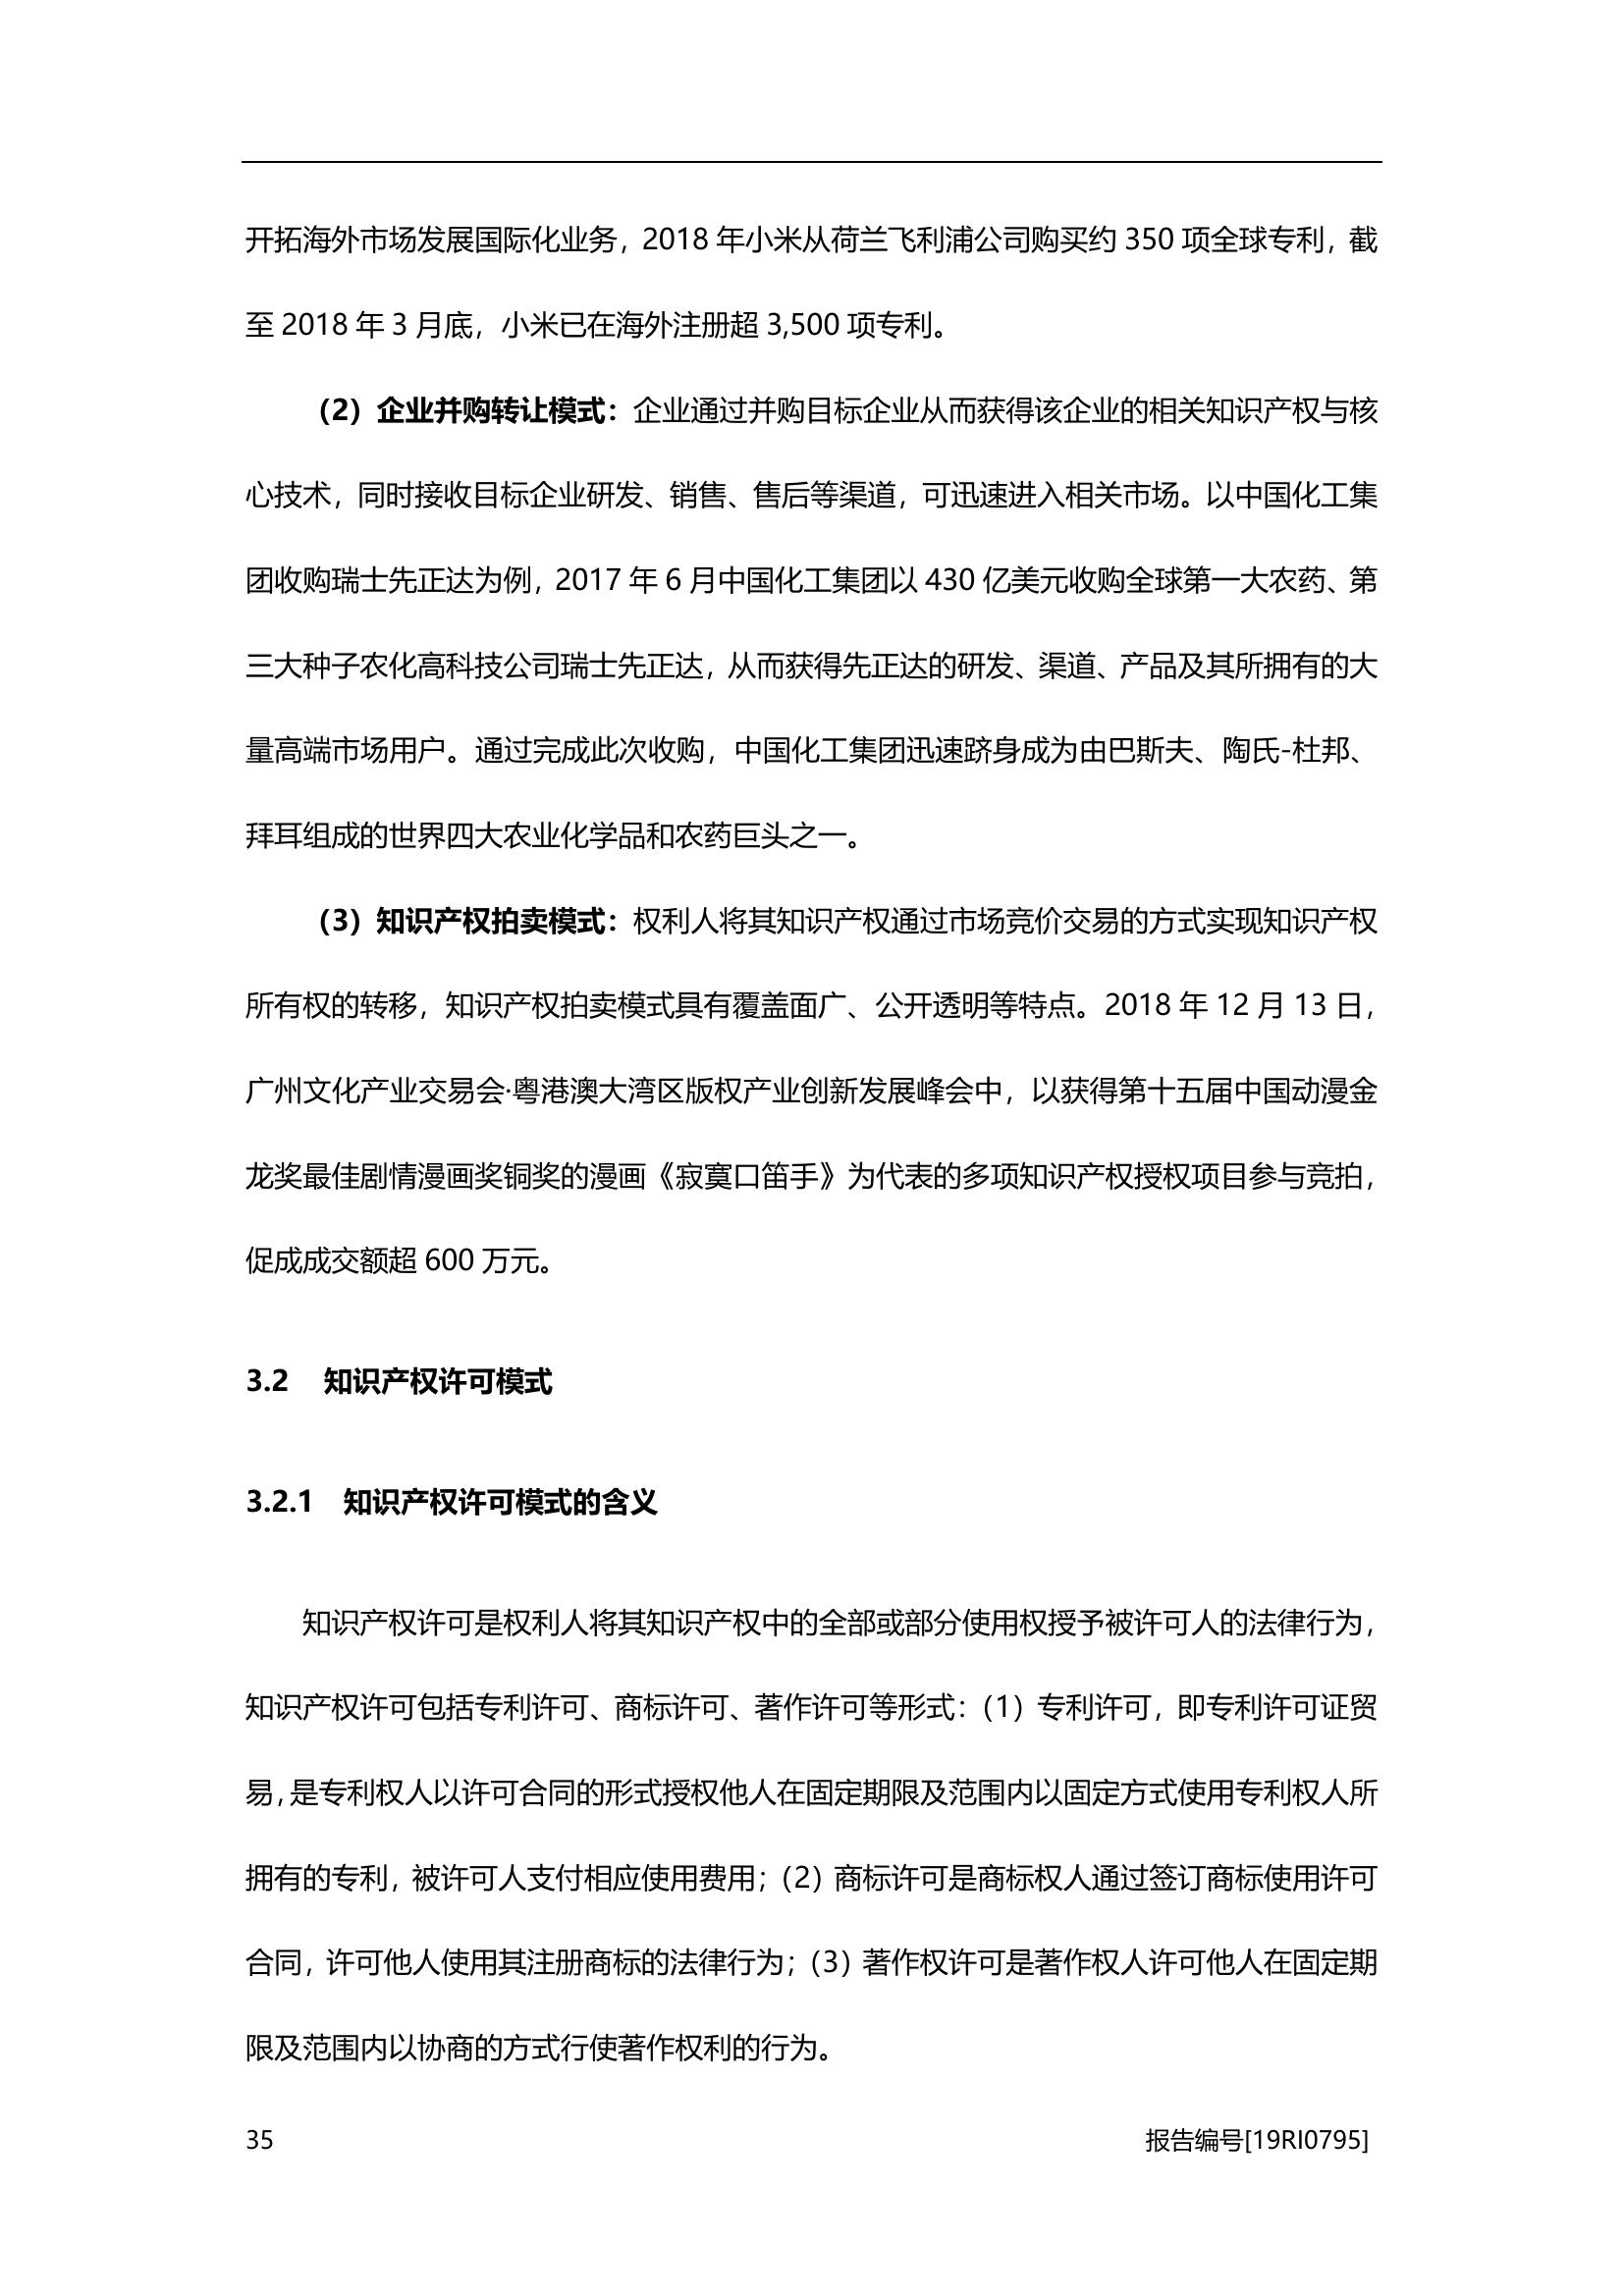 开拓海外市场发展国际化业务，2018 年小米从荷兰飞利浦公司购买约 350 项全球专利，截
至 2018 年 3 月底，小米已在海外注册超 3,500 项专利。
（2）企业并购转让模式：企业通过并购目标企业从而获得该企业的相关知识产权与核
心技术，同时接收目标企业研发、销售、售后等渠道，可迅速进入相关市场。以中国化工集
团收购瑞士先正达为例，2017 年 6 月中国化工集团以 430 亿美元收购全球第一大农药、第
三大种子农化高科技公司瑞士先正达，从而获得先正达的研发、渠道、产品及其所拥有的大
量高端市场用户。通过完成此次收购，中国化工集团迅速跻身成为由巴斯夫、陶氏-杜邦、
拜耳组成的世界四大农业化学品和农药巨头之一。
（3）知识产权拍卖模式：权利人将其知识产权通过市场竞价交易的方式实现知识产权
所有权的转移，知识产权拍卖模式具有覆盖面广、公开透明等特点。2018 年 12 月 13 日，
广州文化产业交易会·粤港澳大湾区版权产业创新发展峰会中，以获得第十五届中国动漫金
龙奖最佳剧情漫画奖铜奖的漫画《寂寞口笛手》为代表的多项知识产权授权项目参与竞拍，
促成成交额超 600 万元。
3.2 知识产权许可模式
3.2.1 知识产权许可模式的含义
知识产权许可是权利人将其知识产权中的全部或部分使用权授予被许可人的法律行为，
知识产权许可包括专利许可、商标许可、著作许可等形式：（1）专利许可，即专利许可证贸
易，是专利权人以许可合同的形式授权他人在固定期限及范围内以固定方式使用专利权人所
拥有的专利，被许可人支付相应使用费用；（2）商标许可是商标权人通过签订商标使用许可
合同，许可他人使用其注册商标的法律行为；（3）著作权许可是著作权人许可他人在固定期
限及范围内以协商的方式行使著作权利的行为。
35 报告编号[19RI0795]